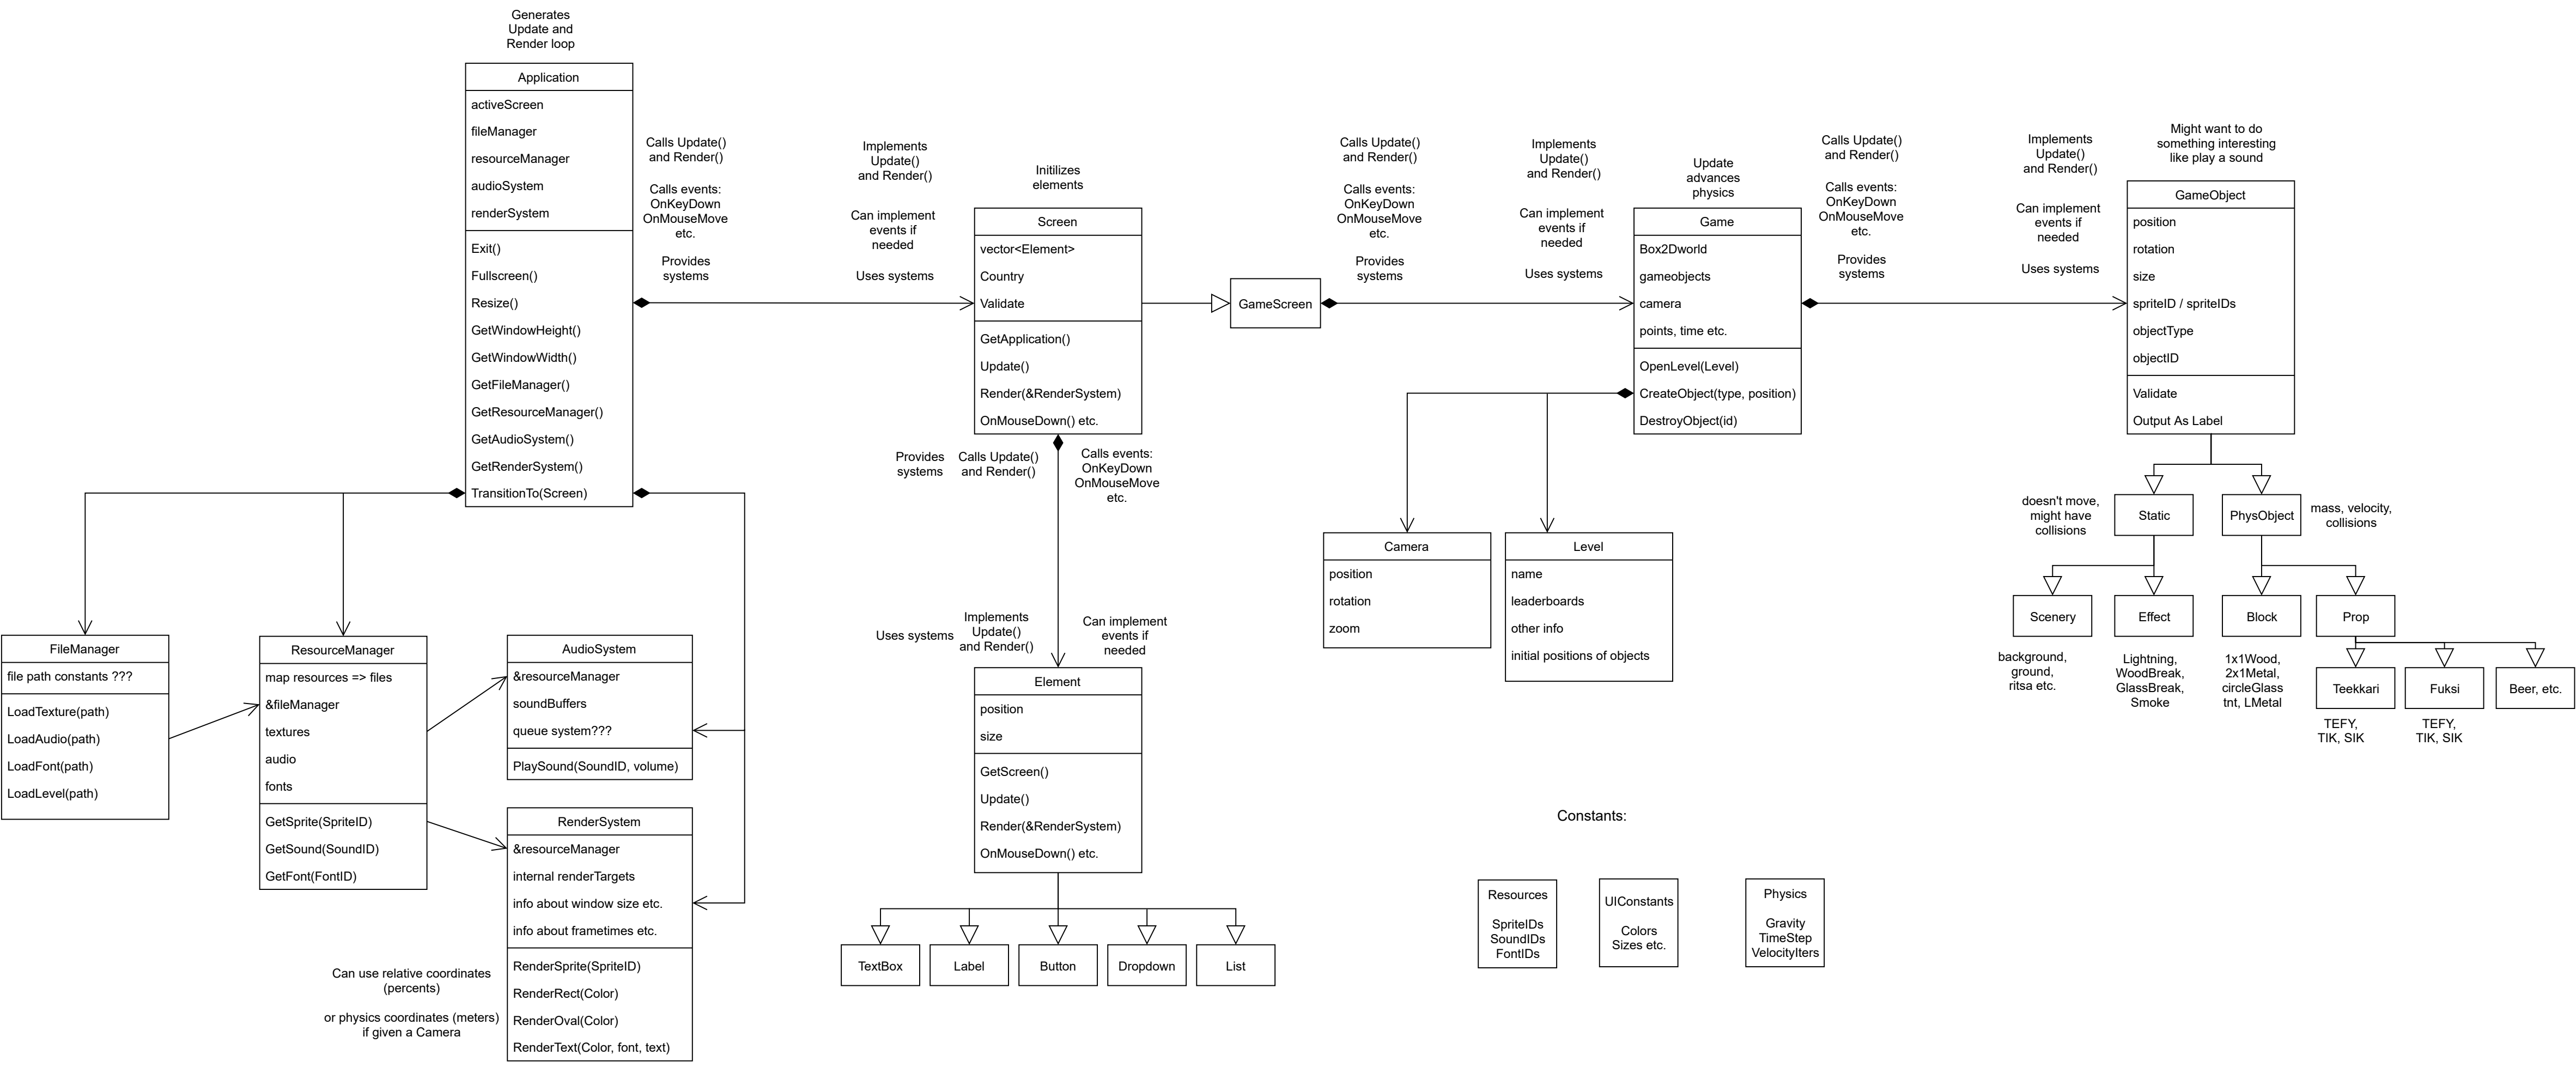 Generates
Update and
Render loop
Application
activeScreen
fileManager
resourceManager
audioSystem
renderSystem
Exit()
Fullscreen()
Resize()
GetWindowHeight()
GetWindowWidth()
GetFileManager()
GetResourceManager()
GetAudioSystem()
GetRenderSystem()
TransitionTo(Screen)
Calls Update()
and Render()
Calls events:
OnKeyDown
OnMouseMove
etc.
Provides
systems
Implements
Update()
and Render()
Can implement
events if
needed
Uses systems
Initilizes
elements
Screen
vector<Element>
Country
Validate
GetApplication()
Update()
Render(&RenderSystem)
OnMouseDown() etc.
GameScreen
Calls Update()
and Render()
Calls events:
OnKeyDown
OnMouseMove
etc.
Provides
systems
Implements
Update()
and Render()
Can implement
events if
needed
Uses systems
Update
advances
physics
Game
Box2Dworld
gameobjects
camera
points, time etc.
OpenLevel(Level)
CreateObject(type, position)
DestroyObject(id)
Calls Update()
and Render()
Calls events:
OnKeyDown
OnMouseMove
etc.
Provides
systems
Implements
Update()
and Render()
Can implement
events if
needed
Uses systems
Might want to do
something interesting
like play a sound
GameObject
position
rotation
size
spriteID / spriteIDs
objectType
objectID
Validate
Output As Label
Provides
systems
Calls Update()
and Render()
Calls events:
OnKeyDown
OnMouseMove
etc.
Uses systems
Implements
Update()
and Render()
Can implement
events if
needed
Element
position
size
GetScreen()
Update()
Render(&RenderSystem)
OnMouseDown() etc.
TextBox
Label
Button
Dropdown
List
FileManager
file path constants ???
LoadTexture(path)
LoadAudio(path)
LoadFont(path)
LoadLevel(path)
ResourceManager
map resources => files
&fileManager
textures
audio
fonts
GetSprite(SpriteID)
GetSound(SoundID)
GetFont(FontID)
AudioSystem
&resourceManager
soundBuffers
queue system???
PlaySound(SoundID, volume)
RenderSystem
&resourceManager
internal renderTargets
info about window size etc.
info about frametimes etc.
RenderSprite(SpriteID)
RenderRect(Color)
RenderOval(Color)
RenderText(Color, font, text)
Can use relative coordinates
(percents)
or physics coordinates (meters)
if given a Camera
Camera
position
rotation
zoom
Level
name
leaderboards
other info
initial positions of objects
doesn't move,
might have
collisions
Static
PhysObject
mass, velocity,
collisions
Scenery
Effect
Block
Prop
background,
ground,
ritsa etc.
Lightning,
WoodBreak,
GlassBreak,
Smoke
1x1Wood,
2x1Metal,
circleGlass
tnt, LMetal
Teekkari
Fuksi
Beer, etc.
TEFY,
TIK, SIK
TEFY,
TIK, SIK
Constants:
Resources
SpriteIDs
SoundIDs
FontIDs
UIConstants
Colors
Sizes etc.
Physics
Gravity
TimeStep
VelocityIters